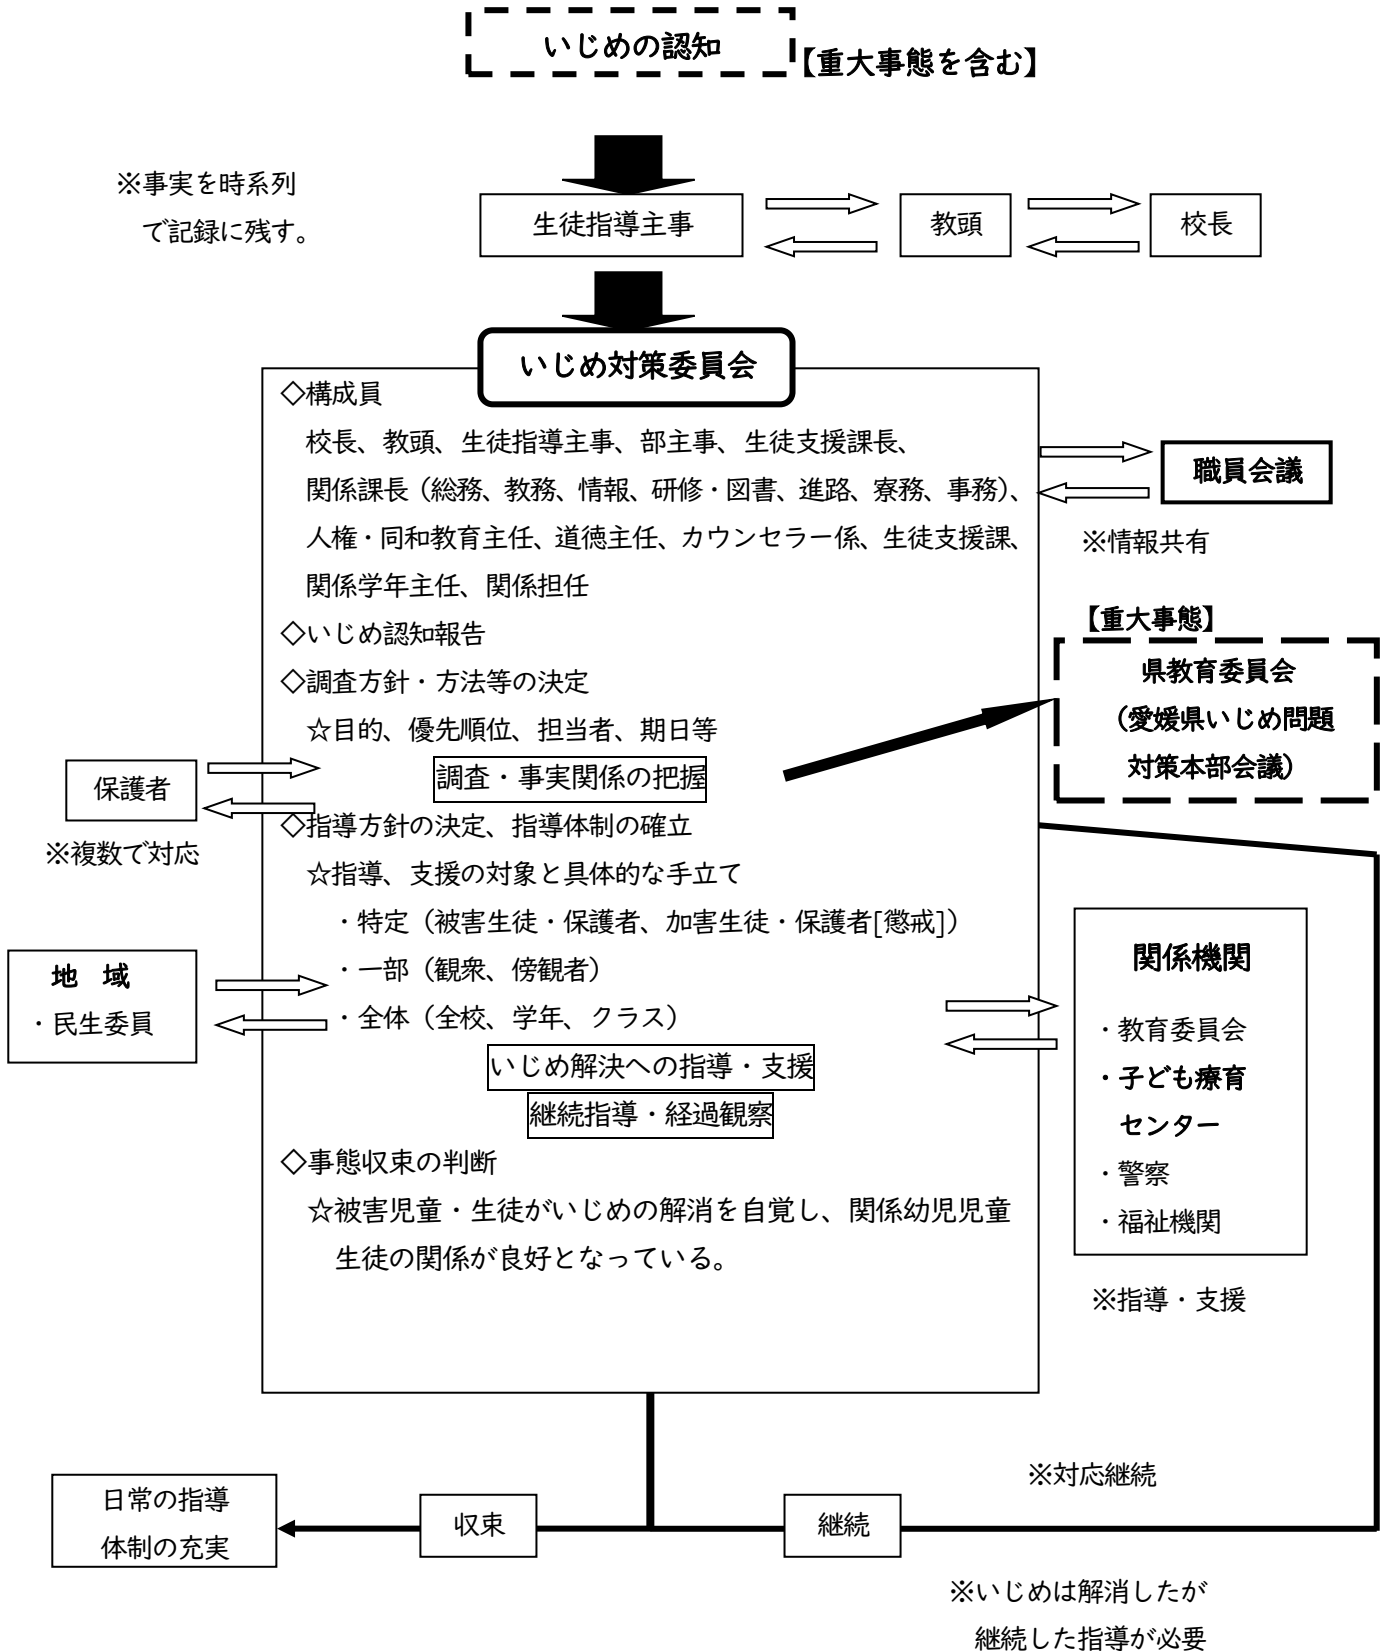 いじめの認知
【重大事態を含む】
※事実を時系列
で記録に残す。
生徒指導主事
教頭
校長
いじめ対策委員会
◇構成員
校長、教頭、生徒指導主事、部主事、生徒支援課長、
関係課長（総務、教務、情報、研修・図書、進路、寮務、事務）、
人権・同和教育主任、道徳主任、カウンセラー係、生徒支援課、
関係学年主任、関係担任
◇いじめ認知報告
◇調査方針・方法等の決定
☆目的、優先順位、担当者、期日等
調査・事実関係の把握
◇指導方針の決定、指導体制の確立
☆指導、支援の対象と具体的な手立て
・特定（被害生徒・保護者、加害生徒・保護者[懲戒]）
・一部（観衆、傍観者）
・全体（全校、学年、クラス）
いじめ解決への指導・支援
継続指導・経過観察
◇事態収束の判断
☆被害児童・生徒がいじめの解消を自覚し、関係幼児児童
生徒の関係が良好となっている。
職員会議
※情報共有
【重大事態】
県教育委員会
（愛媛県いじめ問題
対策本部会議）
保護者
※複数で対応
地　域
・民生委員
関係機関
・教育委員会
・子ども療育
センター
・警察
・福祉機関
※指導・支援
※対応継続
日常の指導
体制の充実
収束
継続
※いじめは解消したが
継続した指導が必要